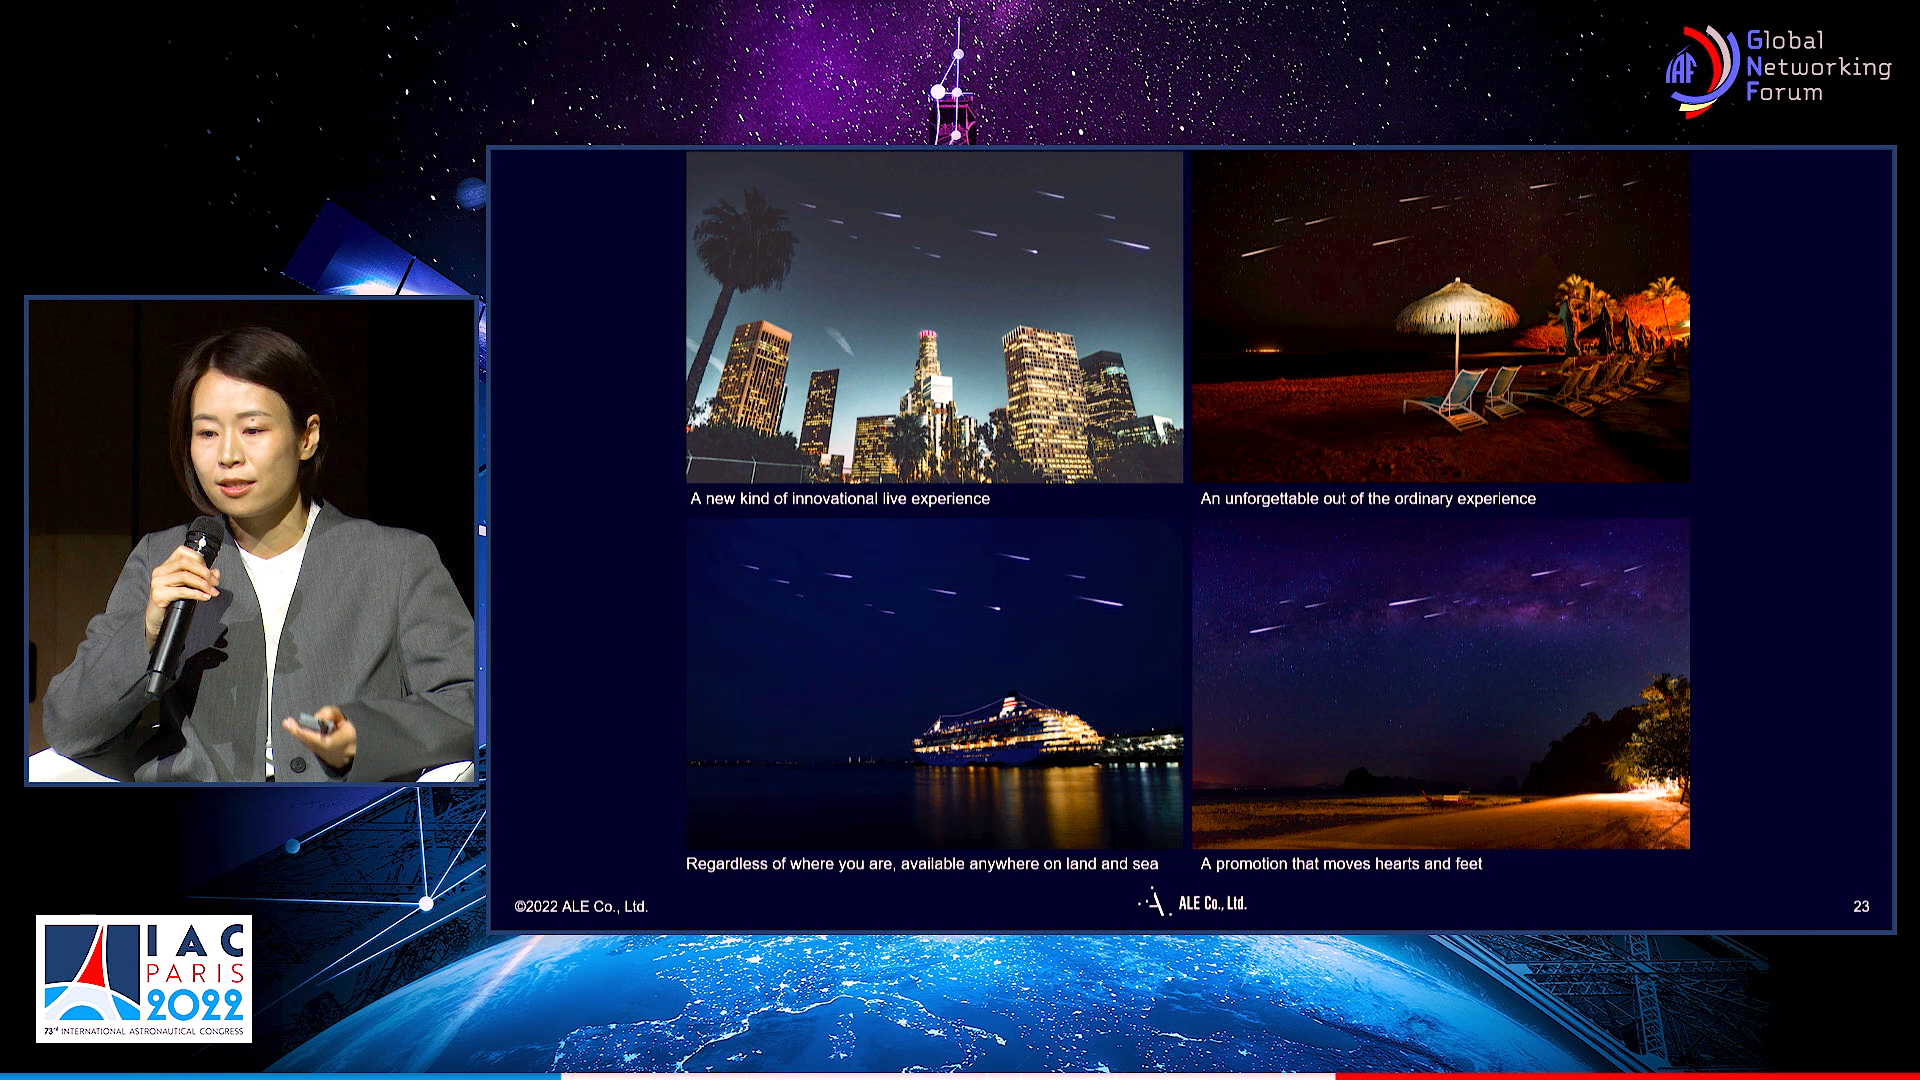 IAF
Global
Networking
Forum
A new kind of innovational live experience
An unforgettable out of the ordinary experience
Regardless of where you are, available anywhere on land and sea
A promotion that moves hearts and feet
©2022 ALE Co., Ltd.
ALE Co., Ltd.
23
IAC
PARIS
2022
73rd INTERNATIONAL ASTRONAUTICAL CONGRESS